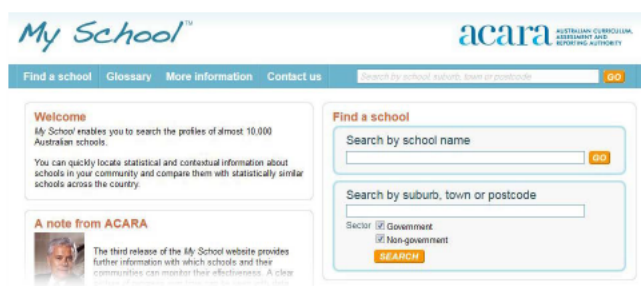 My School™
acara AUSTRALIAN CURRICULUM,
ASSESSMENT AND
REPORTING AUTHORITY
Find a school Glossary More information Contact us
Search by school, suburb, town or postcode
GO
Welcome
My School enables you to search the profiles of almost 10,000
Australian schools.
You can quickly locate statistical and contextual information about
schools in your community and compare them with statistically similar
schools across the country.
A note from ACARA
The third release of the My School website provides
further information with which schools and their
communities can monitor their effectiveness. A clear
Find a school
Search by school name
GO
Search by suburb, town or postcode
Sector Government
Non-government
SEARCH